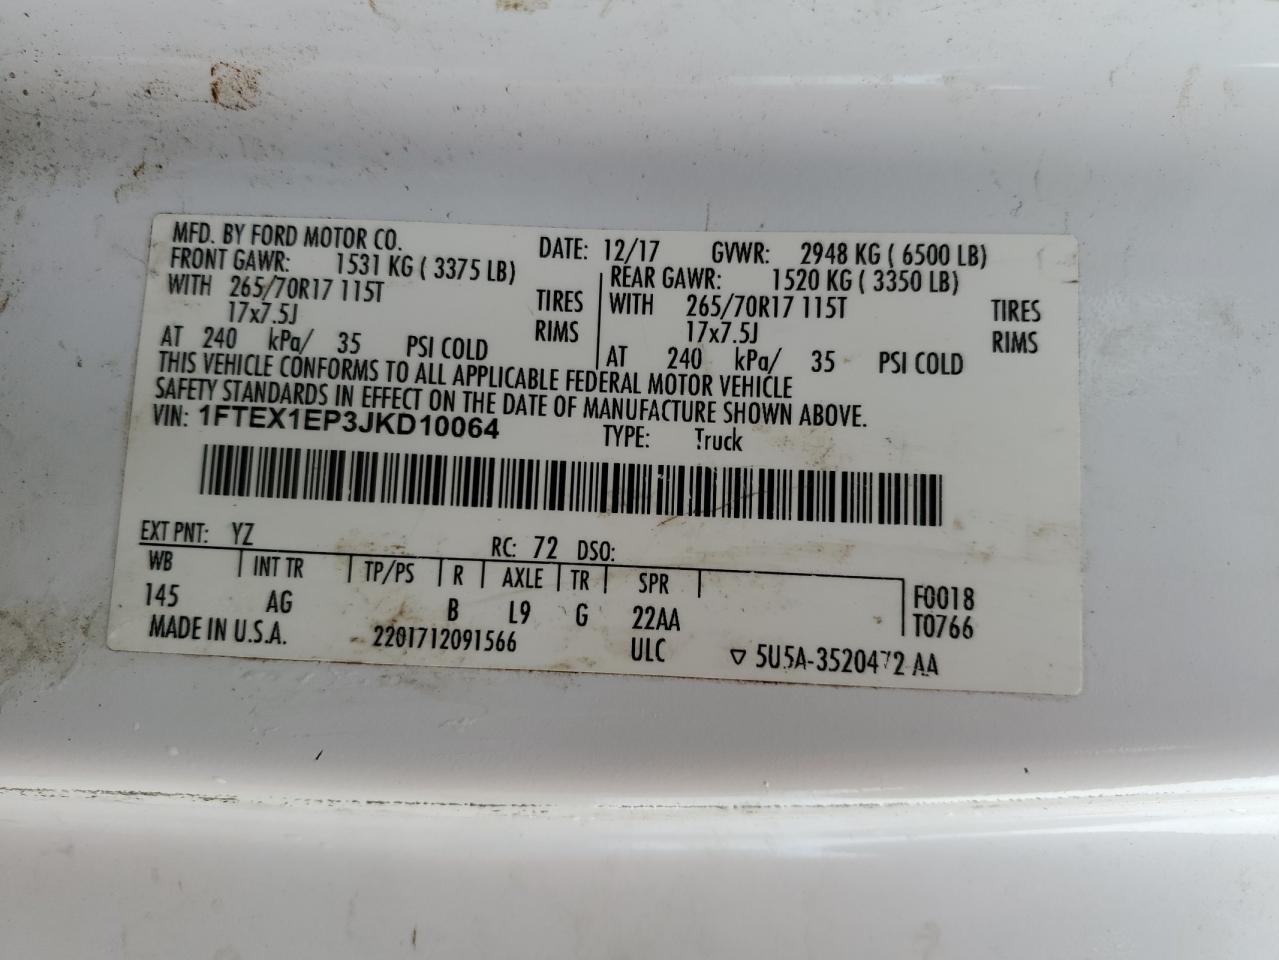 MFD. BY FORD MOTOR CO. DATE: 12/17 GVWR: 2948 KG ( 6500 LB)
FRONT GAWR: 1531 KG ( 3375 LB) REAR GAWR: 1520 KG ( 3350 LB)
WITH 265/70R17 115T TIRES WITH 265/70R17 115T TIRES
17x7.5J RIMS 17x7.5J RIMS
AT 240 kPa/ 35 PSI COLD AT 240 kPa/ 35 PSI COLD
THIS VEHICLE CONFORMS TO ALL APPLICABLE FEDERAL MOTOR VEHICLE
SAFETY STANDARDS IN EFFECT ON THE DATE OF MANUFACTURE SHOWN ABOVE.
VIN: 1FTEX1EP3JKD10064 TYPE: Truck
EXT PNT: YZ RC: 72 DSO:
WB INT TR TP/PS R AXLE TR SPR F0018
145 AG B L9 G 22AA T0766
MADE IN U.S.A. 2201712091566 ULC ▽ 5U5A-3520472 AA